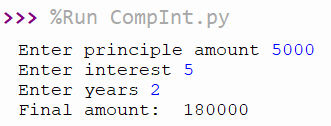 >>> %Run CompInt.py
Enter principle amount 5000
Enter interest 5
Enter years 2
Final amount:  180000